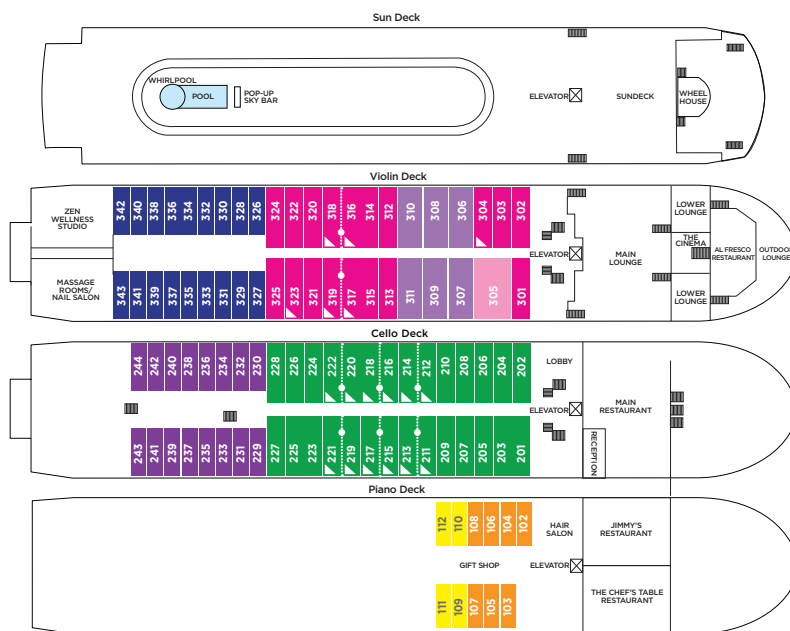 Sun Deck
WHIRLPOOL
POOL
POP-UP
SKY BAR
ELEVATOR
SUNDECK
WHEEL
HOUSE
Violin Deck
ZEN
WELLNESS
STUDIO
342 340 338 336 334 332 330 328 326 324 322 320 318 316 314 312 310 308 306 304 303 302
LOWER
LOUNGE
THE
CINEMA
MAIN
LOUNGE
AL FRESCO
RESTAURANT
OUTDOOR
LOUNGE
ELEVATOR
MASSAGE
ROOMS/
NAIL SALON
343 341 339 337 335 333 331 329 327 325 323 321 319 317 315 313 311 309 307 305 301
LOWER
LOUNGE
Cello Deck
244 242 240 238 236 234 232 230 228 226 224 222 220 218 216 214 212 210 208 206 204 202
LOBBY
ELEVATOR
MAIN
RESTAURANT
243 241 239 237 235 233 231 229 227 225 223 221 219 217 215 213 211 209 207 205 203 201
RECEPTION
Piano Deck
112 110 108 106 104 102
HAIR
SALON
JIMMY'S
RESTAURANT
GIFT SHOP
ELEVATOR
111 109 107 105 103
THE CHEF'S TABLE
RESTAURANT